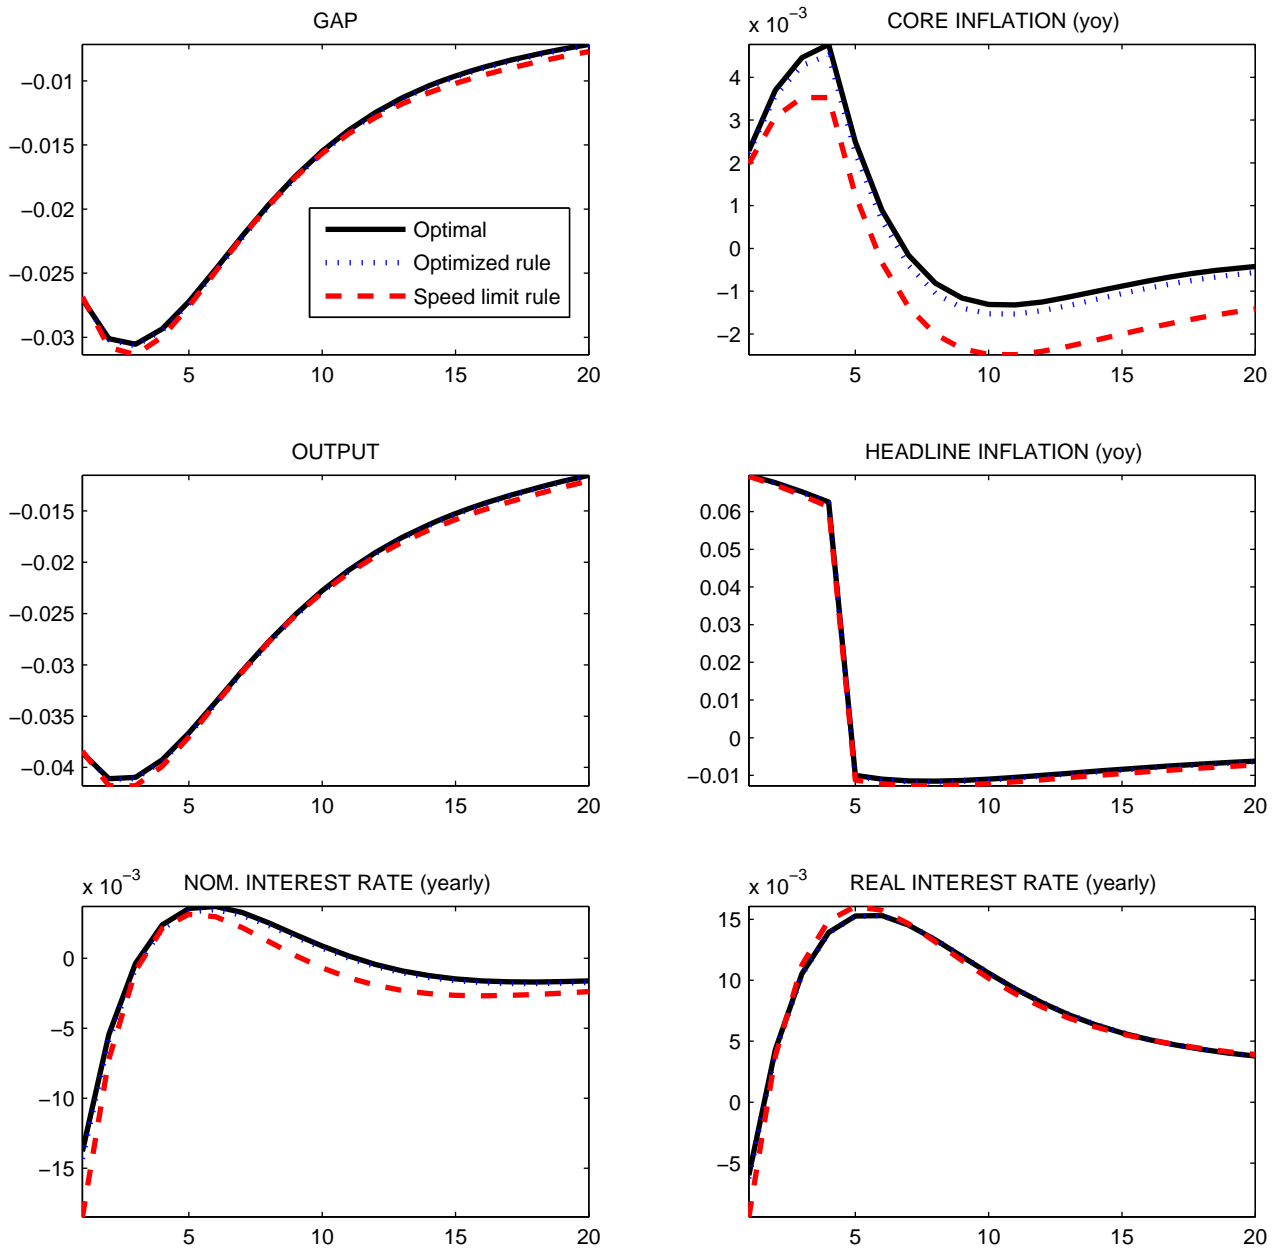 GAP
−0.01
−0.015
−0.02
−0.025
−0.03
5 10 15 20
Optimal
Optimized rule
Speed limit rule
x 10−3 CORE INFLATION (yoy)
4
3
2
1
0
−1
−2
5 10 15 20
OUTPUT
−0.015
−0.02
−0.025
−0.03
−0.035
−0.04
5 10 15 20
HEADLINE INFLATION (yoy)
0.06
0.05
0.04
0.03
0.02
0.01
0
−0.01
5 10 15 20
x 10−3 NOM. INTEREST RATE (yearly)
0
−5
−10
−15
5 10 15 20
x 10−3 REAL INTEREST RATE (yearly)
15
10
5
0
−5
5 10 15 20